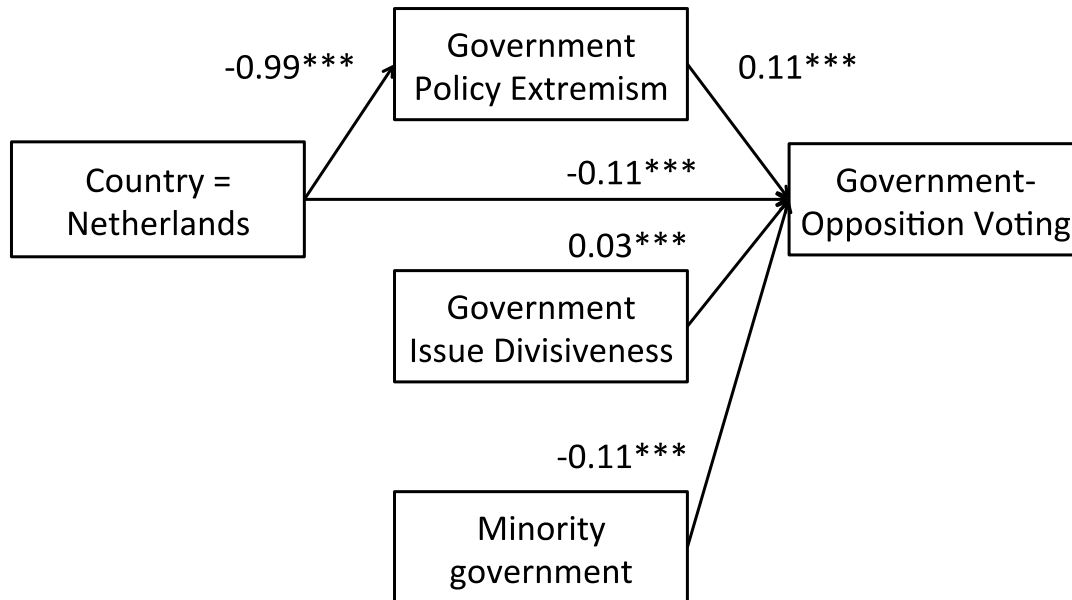 Government
Policy Extremism
-0.99***
0.11***
Country =
Netherlands
-0.11***
Government-
Opposition Voting
0.03***
Government
Issue Divisiveness
-0.11***
Minority
government